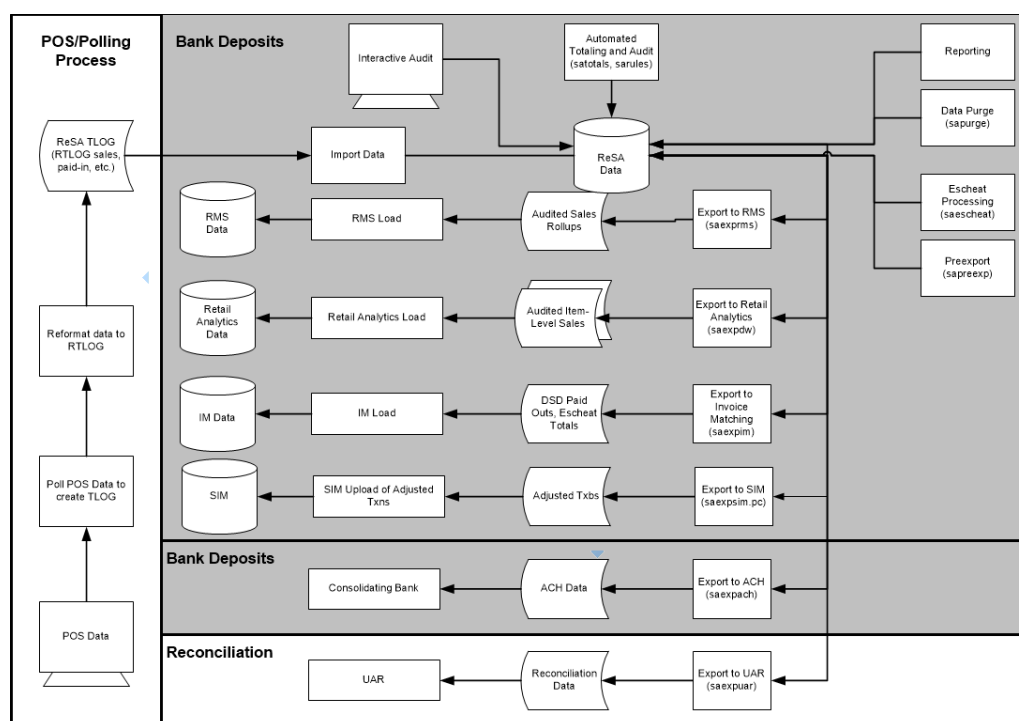 POS/Polling
Process
Bank Deposits
Interactive Audit
Automated
Totaling and Audit
(satotals, sarules)
Reporting
Data Purge
(sapurge)
ReSA TLOG
(RTLOG sales,
paid-in, etc.)
Import Data
ReSA
Data
Escheat
Processing
(saescheat)
RMS
Data
RMS Load
Audited Sales
Rollups
Export to RMS
(saexprms)
Preexport
(sapreexp)
Reformat data to
RTLOG
Retail
Analytics
Data
Retail Analytics Load
Audited Item-
Level Sales
Export to Retail
Analytics
(saexpdw)
IM Data
IM Load
DSD Paid
Outs, Escheat
Totals
Export to
Invoice
Matching
(saexpim)
Poll POS Data to
create TLOG
SIM
SIM Upload of Adjusted
Txns
Adjusted Txbs
Export to SIM
(saexpsim.pc)
Bank Deposits
Consolidating Bank
ACH Data
Export to ACH
(saexpach)
POS Data
Reconciliation
UAR
Reconciliation
Data
Export to UAR
(saexpuar)